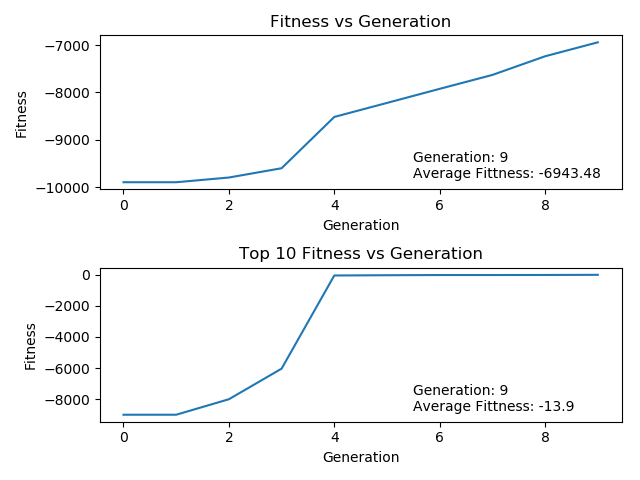 Fitness vs Generation
−7000
−8000
−9000
−10000
Fitness
Generation: 9
Average Fittness: -6943.48
0 2 4 6 8
Generation
Top 10 Fitness vs Generation
0
−2000
−4000
−6000
−8000
Fitness
Generation: 9
Average Fittness: -13.9
0 2 4 6 8
Generation